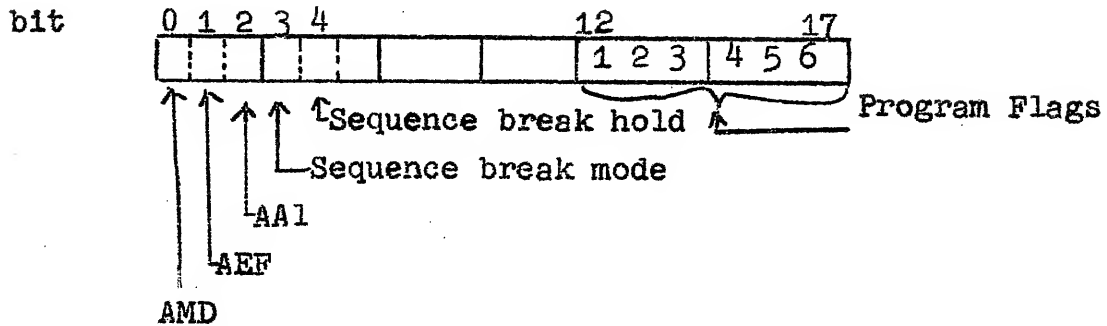 bit 0 1 2 3 4 12 17
1 2 3 4 5 6
Program Flags
Sequence break hold
Sequence break mode
AA1
AEF
AMD